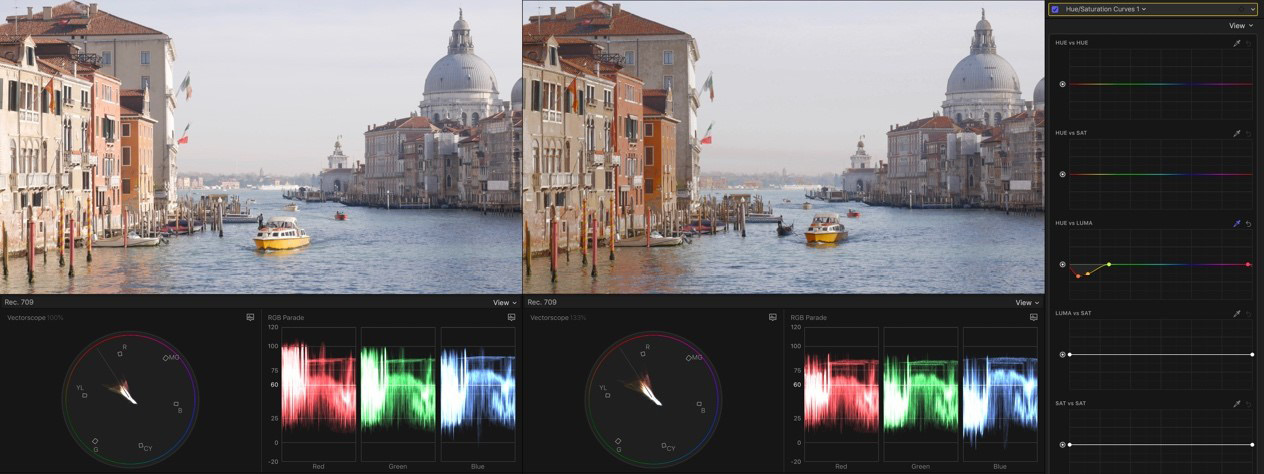 Hue/Saturation Curves 1
View
HUE vs HUE
HUE vs SAT
HUE vs LUMA
LUMA vs SAT
SAT vs SAT
Rec. 709
View
Vectorscope 100%
R
MG
YL
B
G
CY
RGB Parade
120
100
75
60
25
0
-20
Red
Green
Blue
Rec. 709
View
Vectorscope 133%
R
MG
YL
B
G
CY
RGB Parade
120
100
75
60
25
0
-20
Red
Green
Blue